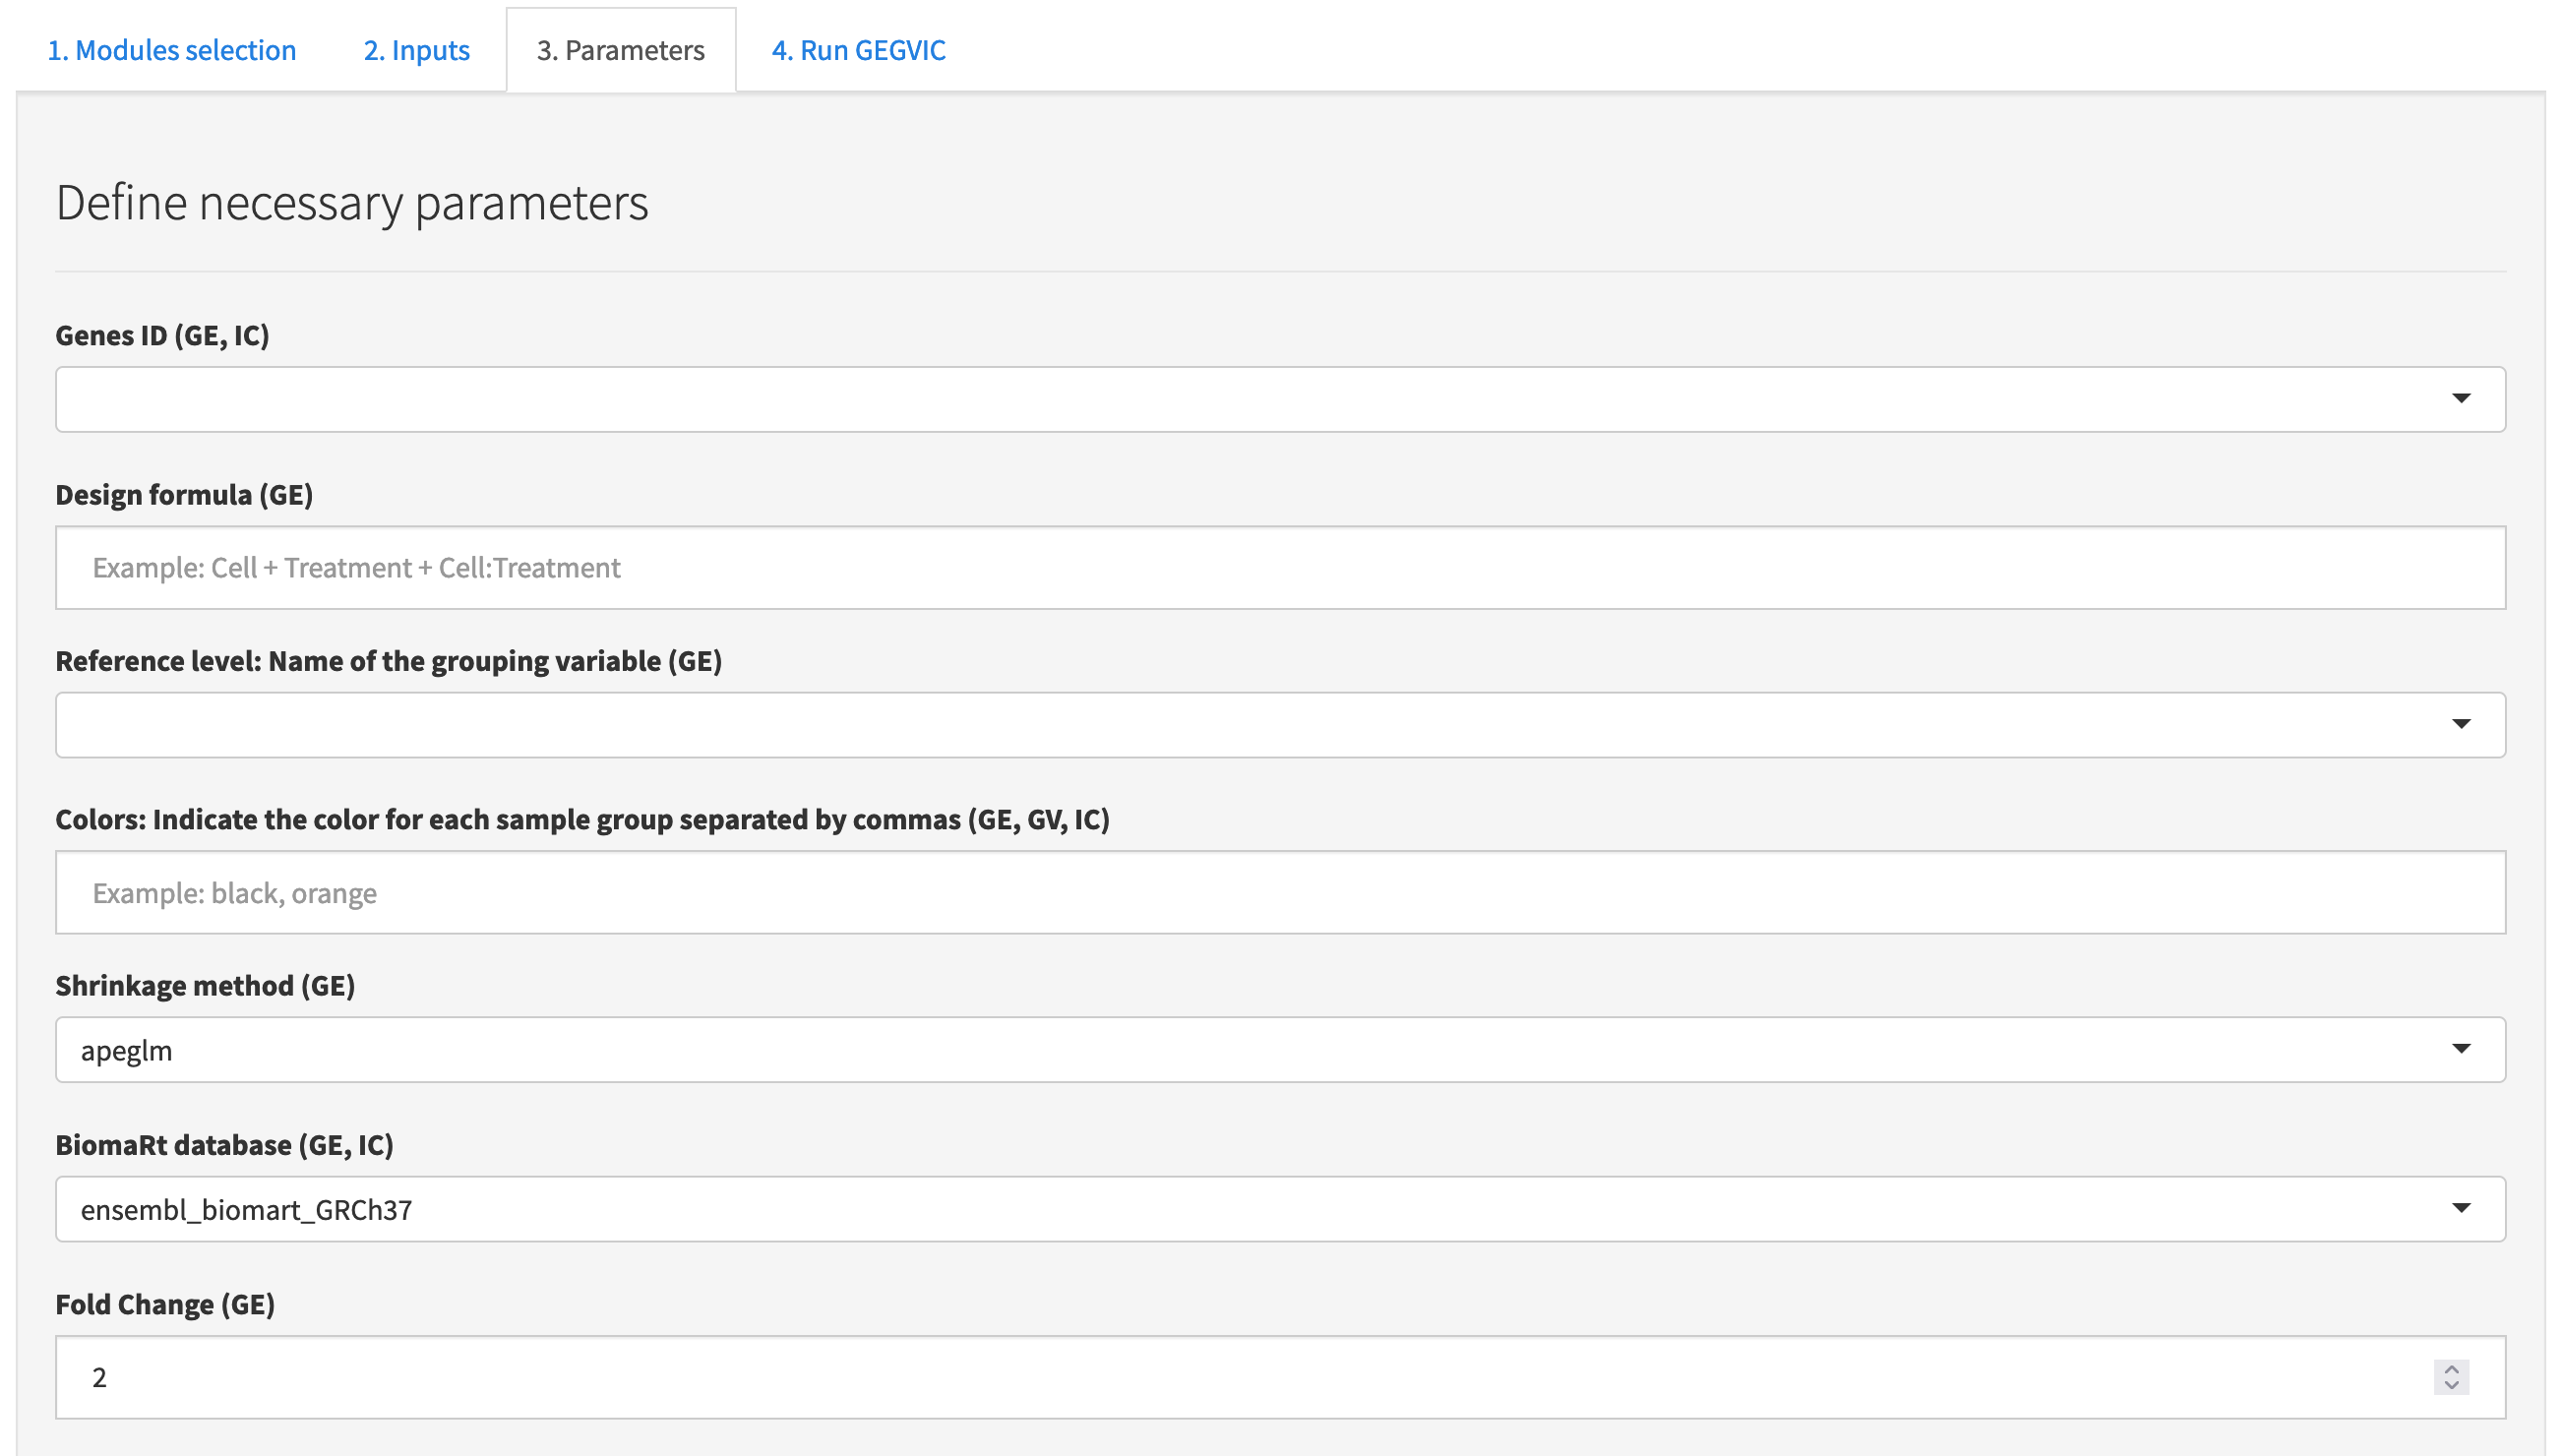 1. Modules selection
2. Inputs
3. Parameters
4. Run GEGVIC
Define necessary parameters
Genes ID (GE, IC)
Design formula (GE)
Example: Cell + Treatment + Cell:Treatment
Reference level: Name of the grouping variable (GE)
Colors: Indicate the color for each sample group separated by commas (GE, GV, IC)
Example: black, orange
Shrinkage method (GE)
apeglm
BiomaRt database (GE, IC)
ensembl_biomart_GRCh37
Fold Change (GE)
2